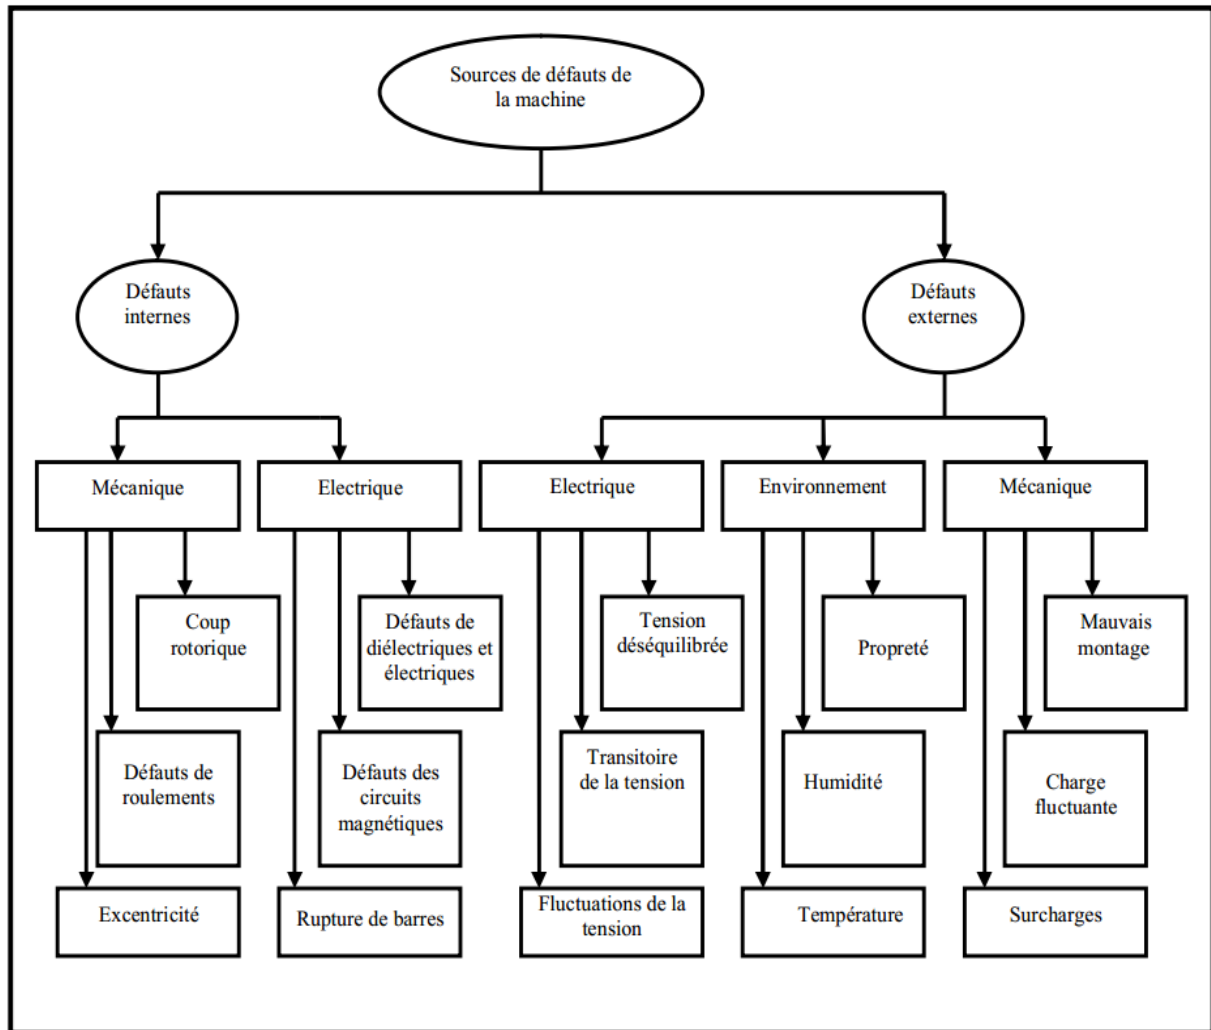 Sources de défauts de
la machine
Défauts
internes
Défauts
externes
Mécanique
Electrique
Electrique
Environnement
Mécanique
Coup
rotorique
Défauts de
diélectriques et
électriques
Tension
déséquilibrée
Propreté
Mauvais
montage
Défauts de
roulements
Défauts des
circuits
magnétiques
Transitoire
de la tension
Humidité
Charge
fluctuante
Excentricité
Rupture de barres
Fluctuations de la
tension
Température
Surcharges